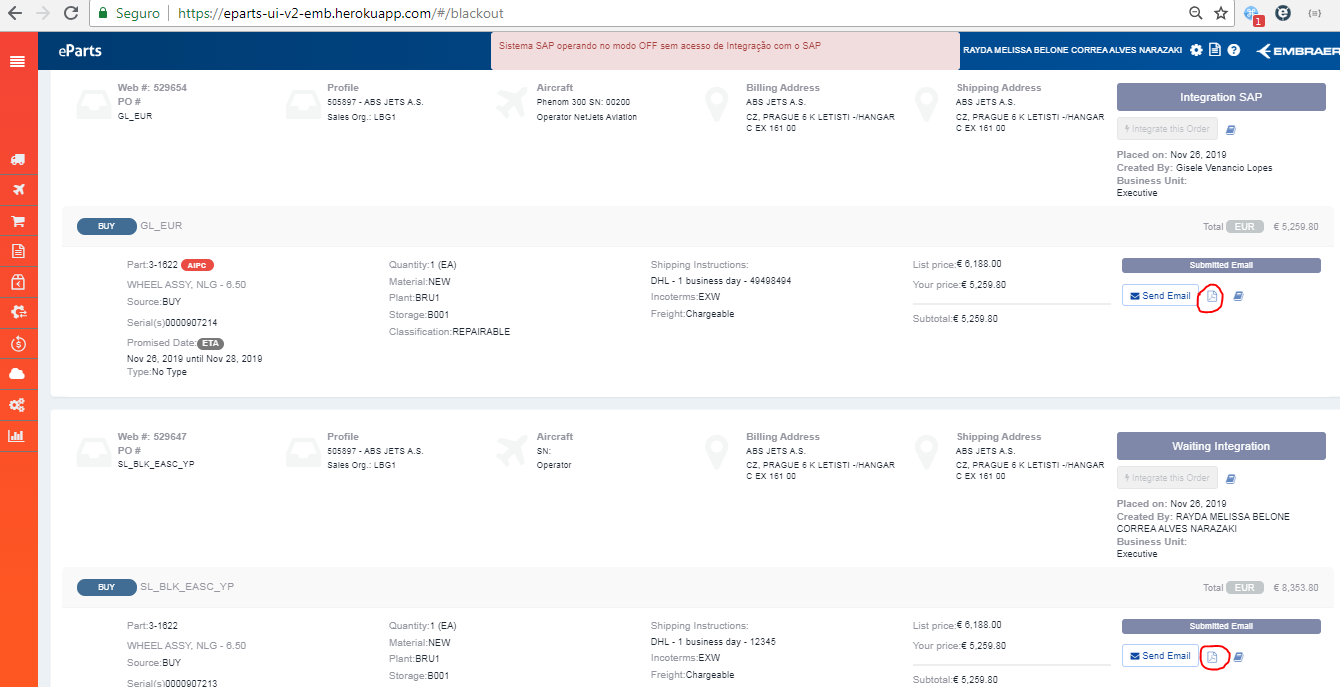 Seguro https://eparts-ui-v2-emb.herokuapp.com/#/blackout
1
eParts
Sistema SAP operando no modo OFF sem acesso de Integração com o SAP
RAYDA MELISSA BELONE CORREA ALVES NARAZAKI
EMBRAER
Web #: 529654
PO #
GL_EUR
Profile
505897 - ABS JETS A.S.
Sales Org.: LBG1
Aircraft
Phenom 300 SN: 00200
Operator NetJets Aviation
Billing Address
ABS JETS A.S.
CZ, PRAGUE 6 K LETISTI -/HANGAR
C EX 161 00
Shipping Address
ABS JETS A.S.
CZ, PRAGUE 6 K LETISTI -/HANGAR
C EX 161 00
Integration SAP
Integrate this Order
Placed on: Nov 26, 2019
Created By: Gisele Venancio Lopes
Business Unit:
Executive
BUY GL_EUR
Total EUR € 5,259.80
Part:3-1622 AIPC
WHEEL ASSY, NLG - 6.50
Source:BUY
Serial(s)0000907214
Promised Date:ETA
Nov 26, 2019 until Nov 28, 2019
Type:No Type
Quantity:1 (EA)
Material:NEW
Plant:BRU1
Storage:B001
Classification:REPAIRABLE
Shipping Instructions:
DHL - 1 business day - 49498494
Incoterms:EXW
Freight:Chargeable
List price:€ 6,188.00
Your price:€ 5,259.80
Subtotal:€ 5,259.80
Submitted Email
Send Email
Web #: 529647
PO #
SL_BLK_EASC_YP
Profile
505897 - ABS JETS A.S.
Sales Org.: LBG1
Aircraft
SN:
Operator
Billing Address
ABS JETS A.S.
CZ, PRAGUE 6 K LETISTI -/HANGAR
C EX 161 00
Shipping Address
ABS JETS A.S.
CZ, PRAGUE 6 K LETISTI -/HANGAR
C EX 161 00
Waiting Integration
Integrate this Order
Placed on: Nov 26, 2019
Created By: RAYDA MELISSA BELONE
CORREA ALVES NARAZAKI
Business Unit:
Executive
BUY SL_BLK_EASC_YP
Total EUR € 8,353.80
Part:3-1622
WHEEL ASSY, NLG - 6.50
Source:BUY
Serial(s)0000907213
Quantity:1 (EA)
Material:NEW
Plant:BRU1
Storage:B001
Shipping Instructions:
DHL - 1 business day - 12345
Incoterms:EXW
Freight:Chargeable
List price:€ 6,188.00
Your price:€ 5,259.80
Subtotal:€ 5,259.80
Submitted Email
Send Email